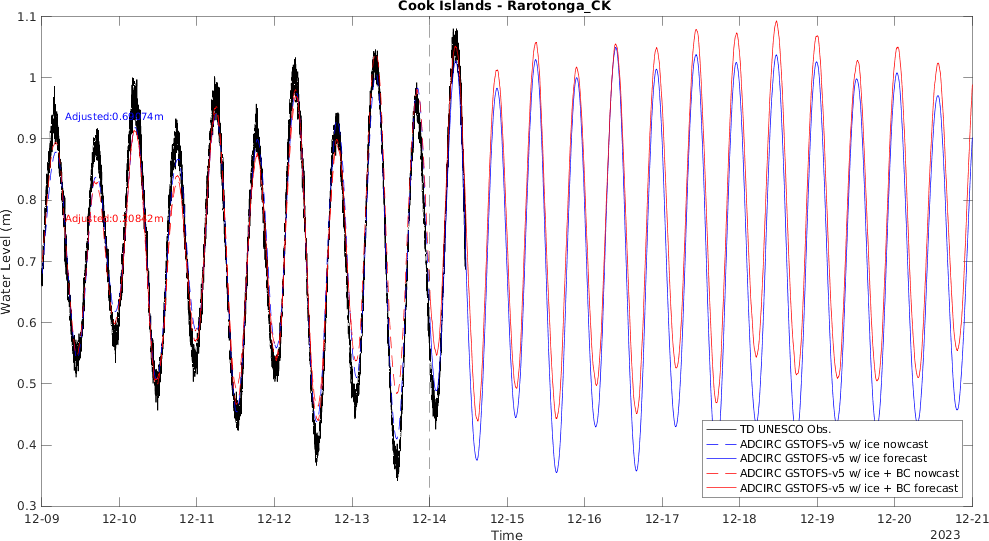 Cook Islands - Rarotonga_CK
1.1
1
0.9
0.8
0.7
0.6
0.5
0.4
0.3
Water Level (m)
12-09
12-10
12-11
12-12
12-13
12-14
12-15
12-16
12-17
12-18
12-19
12-20
12-21
Time
2023
TD UNESCO Obs.
ADCIRC GSTOFS-v5 w/ ice nowcast
ADCIRC GSTOFS-v5 w/ ice forecast
ADCIRC GSTOFS-v5 w/ ice + BC nowcast
ADCIRC GSTOFS-v5 w/ ice + BC forecast